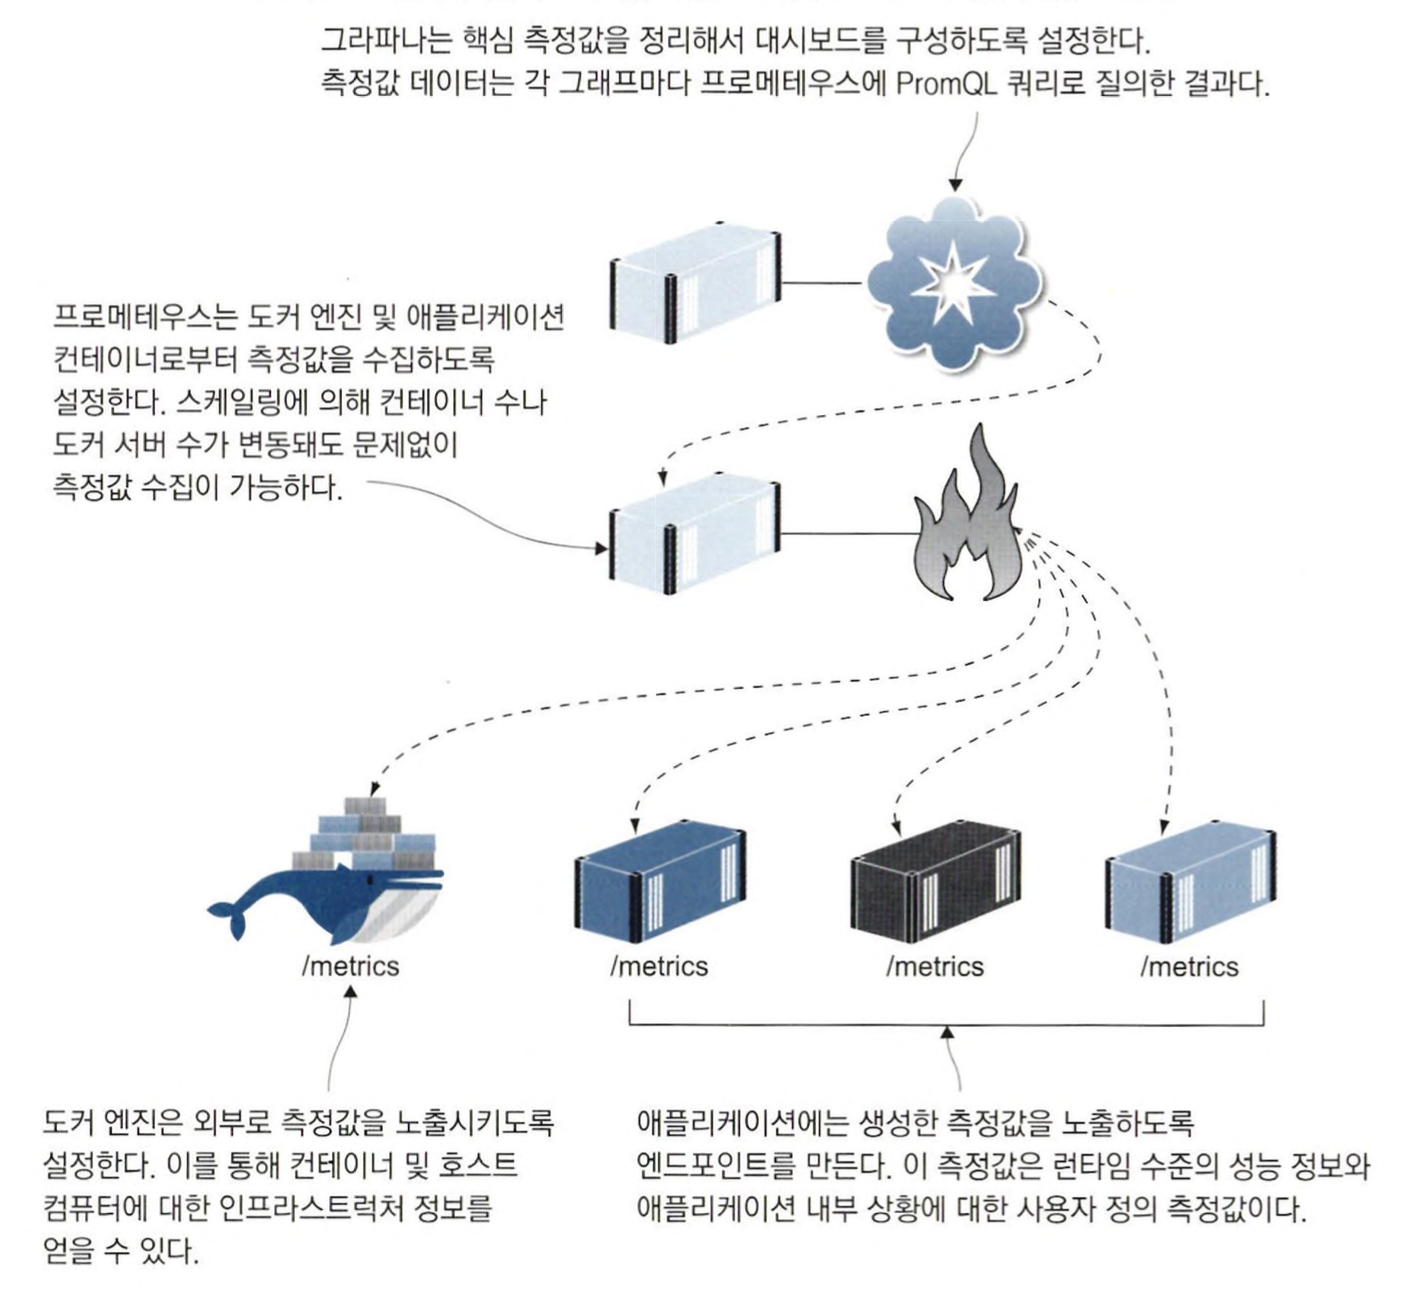 그라파나는 핵심 측정값을 정리해서 대시보드를 구성하도록 설정한다.
측정값 데이터는 각 그래프마다 프로메테우스에 PromQL 쿼리로 질의한 결과다.
프로메테우스는 도커 엔진 및 애플리케이션
컨테이너로부터 측정값을 수집하도록
설정한다. 스케일링에 의해 컨테이너 수나
도커 서버 수가 변동돼도 문제없이
측정값 수집이 가능하다.
/metrics
/metrics
/metrics
/metrics
도커 엔진은 외부로 측정값을 노출시키도록
설정한다. 이를 통해 컨테이너 및 호스트
컴퓨터에 대한 인프라스트럭처 정보를
얻을 수 있다.
애플리케이션에는 생성한 측정값을 노출하도록
엔드포인트를 만든다. 이 측정값은 런타임 수준의 성능 정보와
애플리케이션 내부 상황에 대한 사용자 정의 측정값이다.